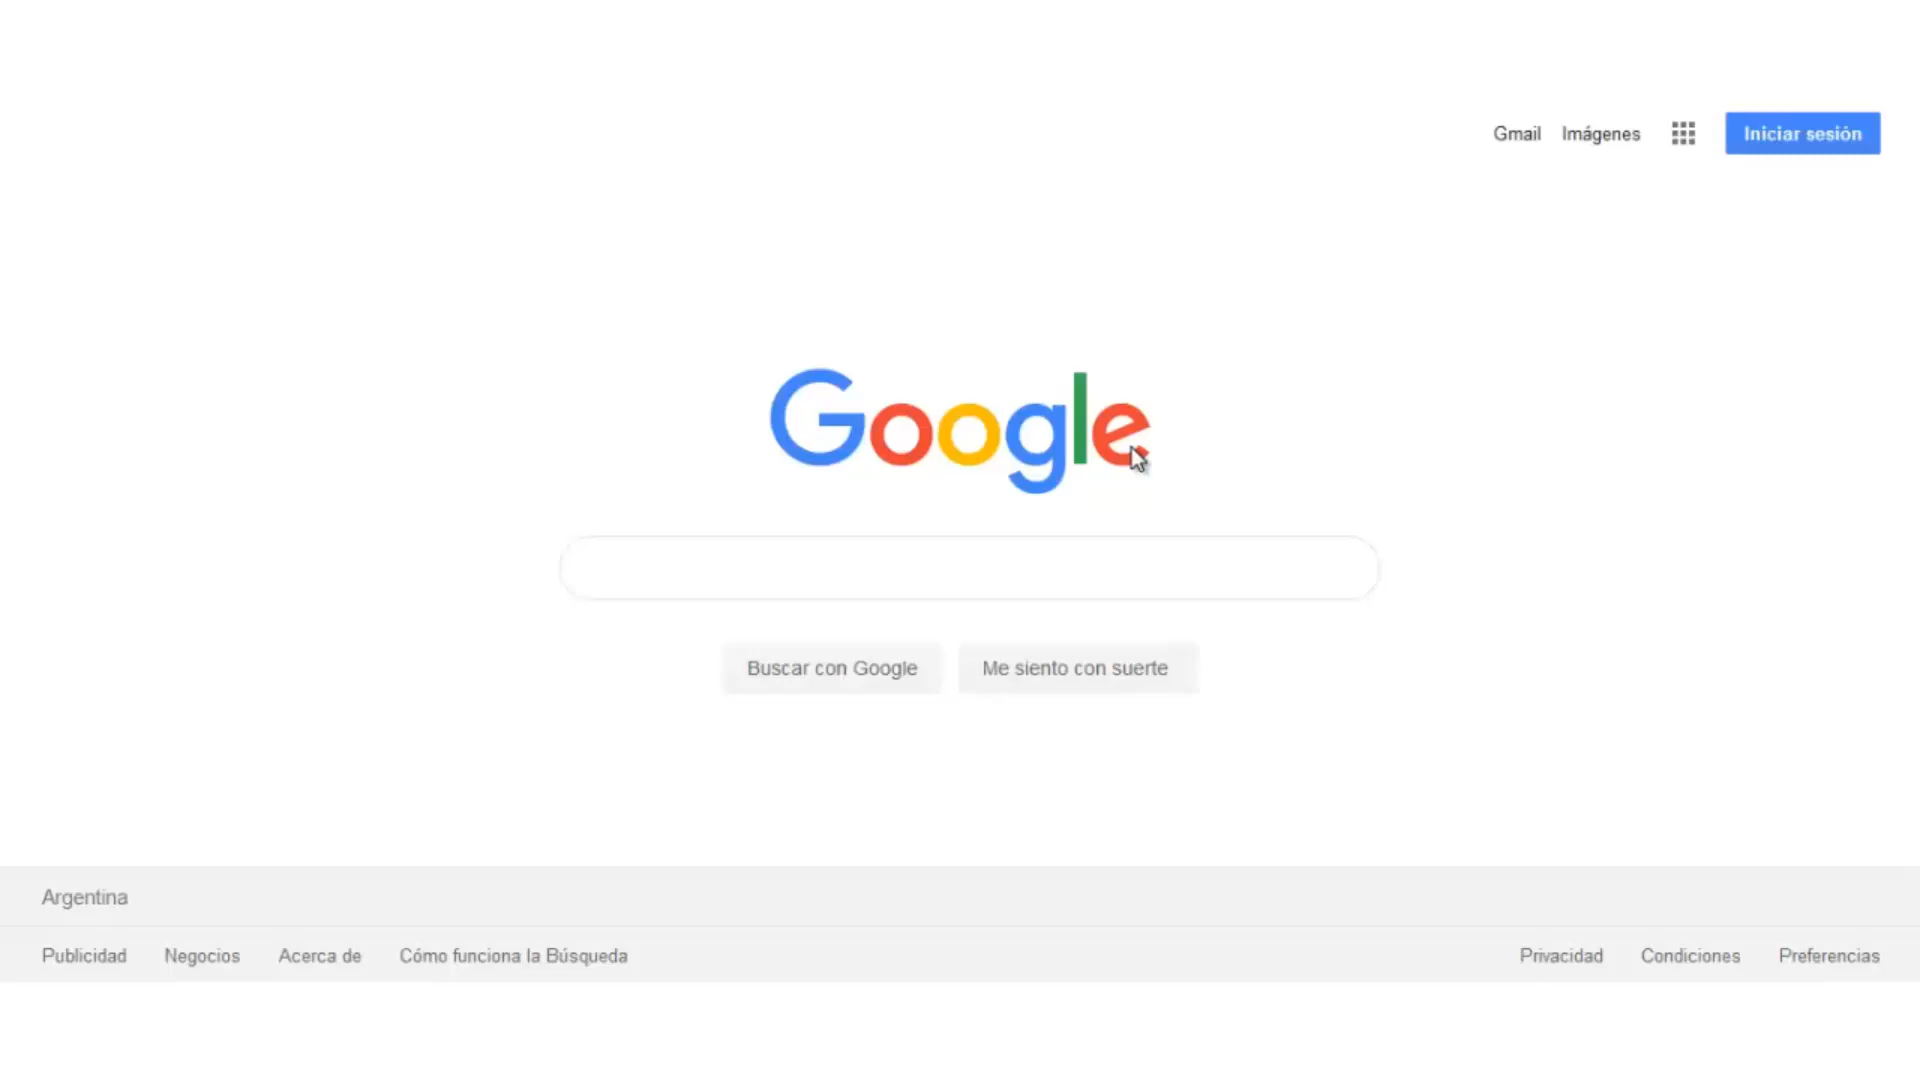 Gmail Imágenes Iniciar sesión
Google
Buscar con Google Me siento con suerte
Argentina
Publicidad Negocios Acerca de Cómo funciona la Búsqueda Privacidad Condiciones Preferencias